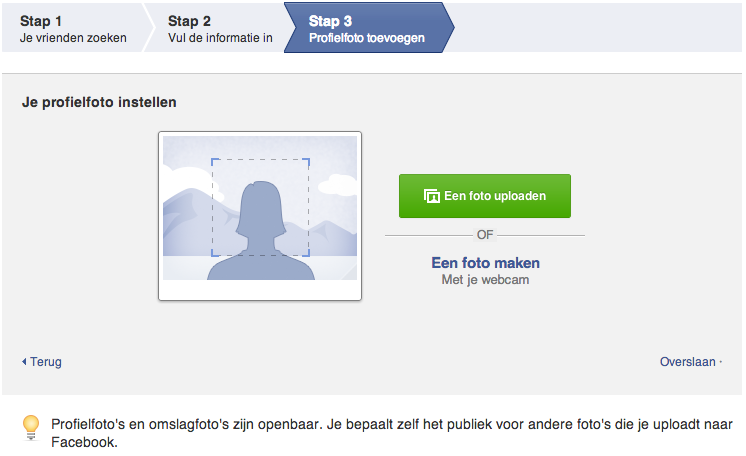 Stap 1
Je vrienden zoeken
Stap 2
Vul de informatie in
Stap 3
Profielfoto toevoegen
Je profielfoto instellen
Een foto uploaden
OF
Een foto maken
Met je webcam
Terug
Overslaan ·
Profielfoto's en omslagfoto's zijn openbaar. Je bepaalt zelf het publiek voor andere foto's die je uploadt naar
Facebook.